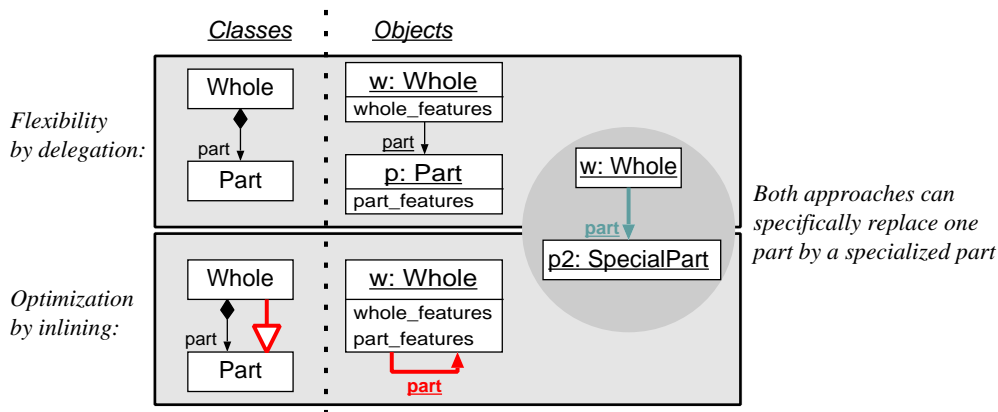 Classes
Objects
Flexibility
by delegation:
Whole
part
Part
w: Whole
whole_features
part
p: Part
part_features
w: Whole
part
p2: SpecialPart
Both approaches can
specifically replace one
part by a specialized part
Optimization
by inlining:
Whole
part
Part
w: Whole
whole_features
part_features
part